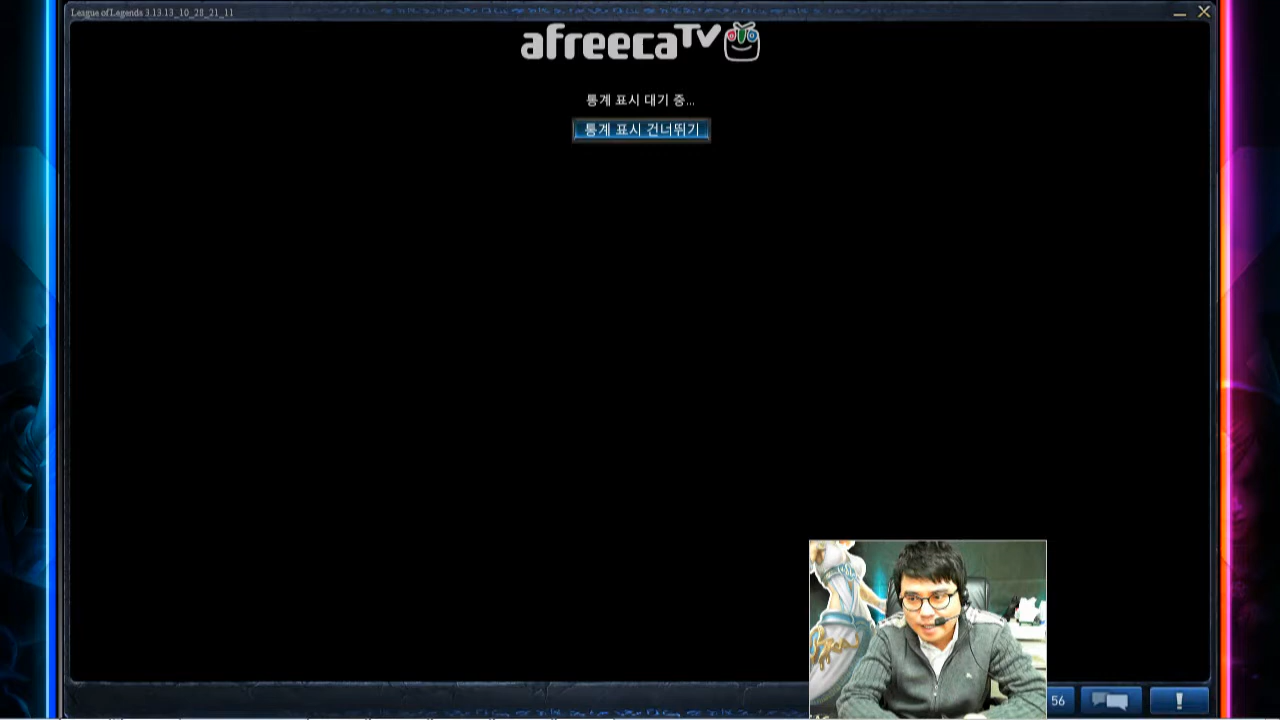 League of Legends 3.13.13_10_28_21_11
afreecaTV
통계 표시 대기 중...
통계 표시 건너뛰기
56